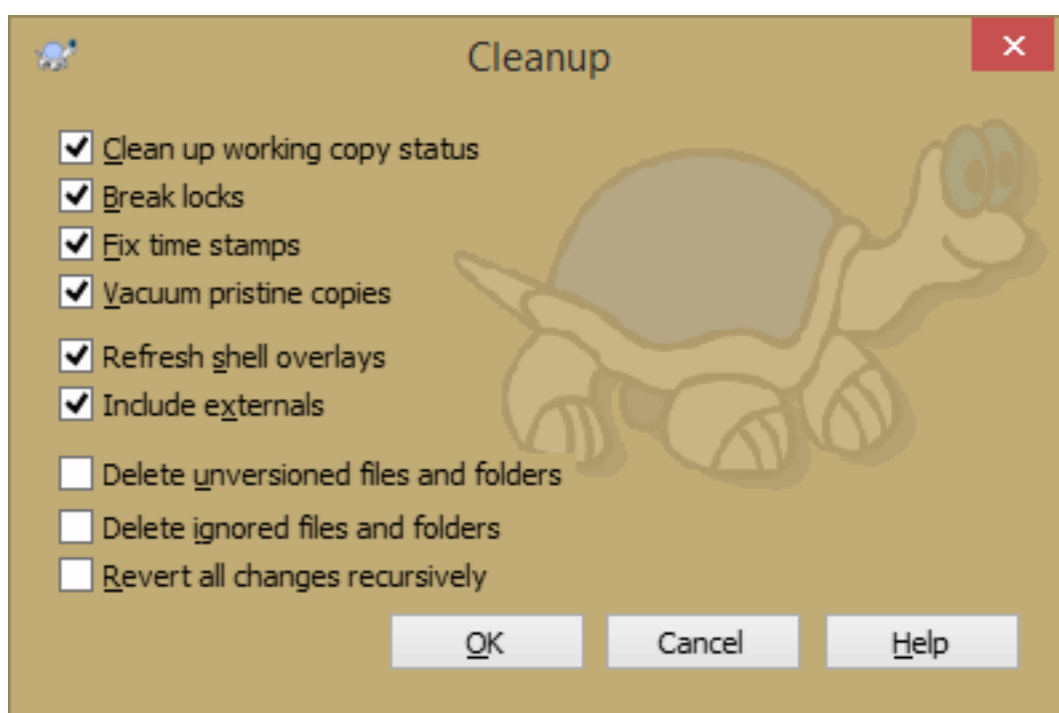 Cleanup
Clean up working copy status
Break locks
Fix time stamps
Vacuum pristine copies
Refresh shell overlays
Include externals
Delete unversioned files and folders
Delete ignored files and folders
Revert all changes recursively
OK Cancel Help